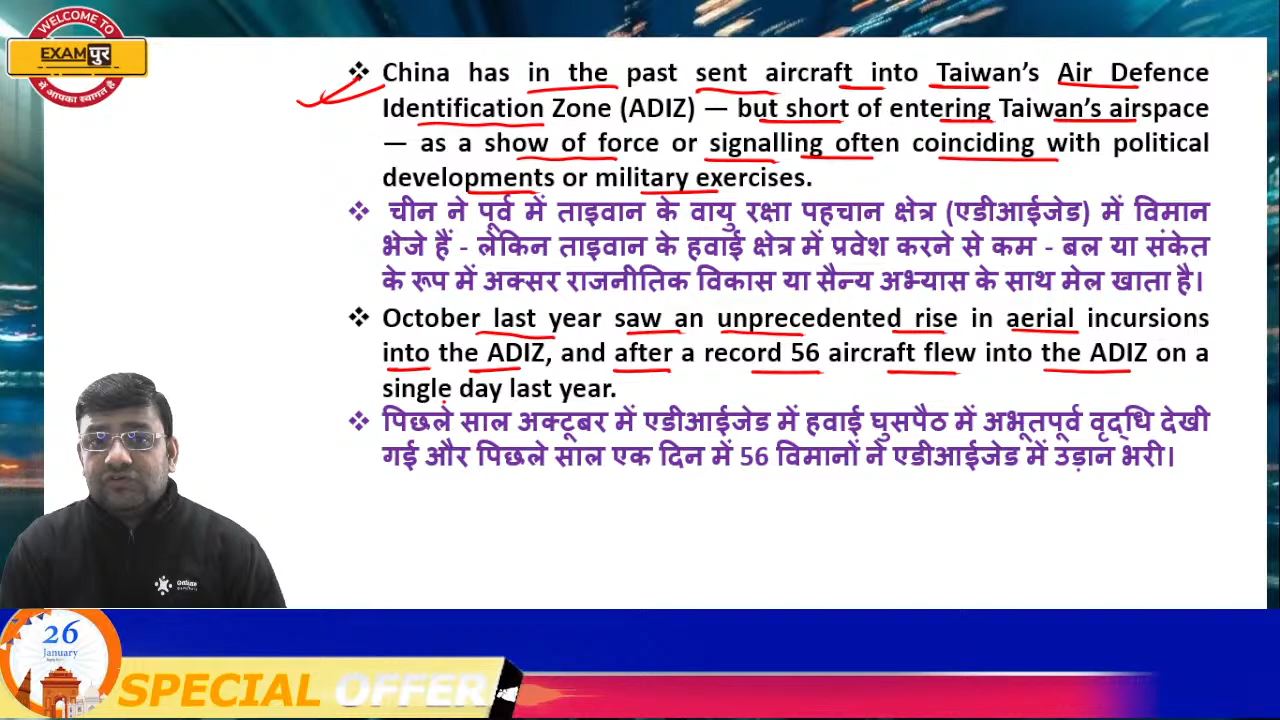 WELCOME TO
EXAMपुर
में आपका स्वागत है
❖ China has in the past sent aircraft into Taiwan's Air Defence
Identification Zone (ADIZ) — but short of entering Taiwan's airspace
— as a show of force or signalling often coinciding with political
developments or military exercises.
❖ चीन ने पूर्व में ताइवान के वायु रक्षा पहचान क्षेत्र (एडीआईजेड) में विमान
भेजे हैं - लेकिन ताइवान के हवाई क्षेत्र में प्रवेश करने से कम - बल या संकेत
के रूप में अक्सर राजनीतिक विकास या सैन्य अभ्यास के साथ मेल खाता है।
❖ October last year saw an unprecedented rise in aerial incursions
into the ADIZ, and after a record 56 aircraft flew into the ADIZ on a
single day last year.
❖ पिछले साल अक्टूबर में एडीआईजेड में हवाई घुसपैठ में अभूतपूर्व वृद्धि देखी
गई और पिछले साल एक दिन में 56 विमानों ने एडीआईजेड में उड़ान भरी।
26
January
SPECIAL OFFER